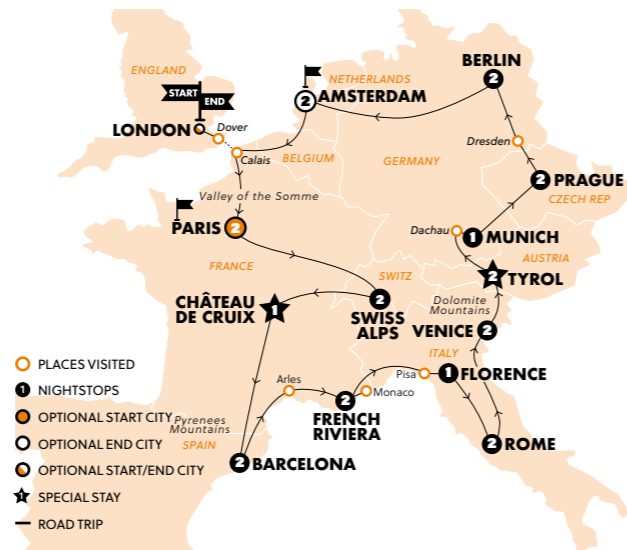 ENGLAND
START
END
LONDON
Dover
Calais
NETHERLANDS
2
AMSTERDAM
BERLIN
2
BELGIUM
GERMANY
Dresden
Valley of the Somme
PARIS
2
2
PRAGUE
CZECH REP
Dachau
1
MUNICH
AUSTRIA
2
TYROL
FRANCE
SWITZ
CHÂTEAU
DE CRUIX
1
2
SWISS
ALPS
Dolomite
Mountains
VENICE
2
ITALY
Arles
Monaco
Pisa
1
FLORENCE
2
FRENCH
RIVIERA
Pyrenees
Mountains
SPAIN
2
BARCELONA
2
ROME
PLACES VISITED
1
NIGHTSTOPS
OPTIONAL START CITY
OPTIONAL END CITY
OPTIONAL START/END CITY
1
SPECIAL STAY
ROAD TRIP